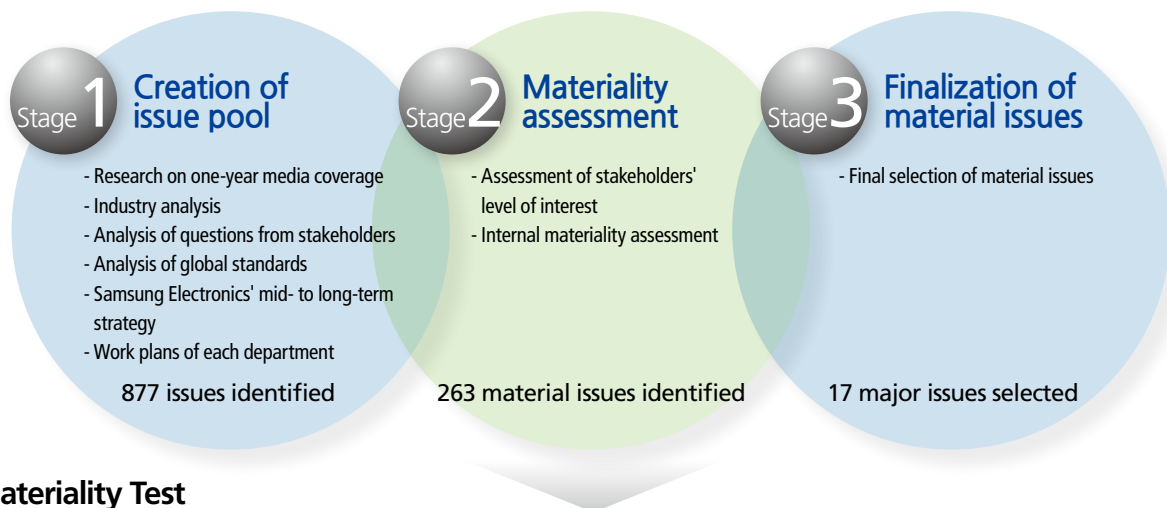 Stage 1
Creation of
issue pool
- Research on one-year media coverage
- Industry analysis
- Analysis of questions from stakeholders
- Analysis of global standards
- Samsung Electronics' mid- to long-term
strategy
- Work plans of each department
877 issues identified
Stage 2
Materiality
assessment
- Assessment of stakeholders'
level of interest
- Internal materiality assessment
263 material issues identified
Stage 3
Finalization of
material issues
- Final selection of material issues
17 major issues selected
ateriality Test